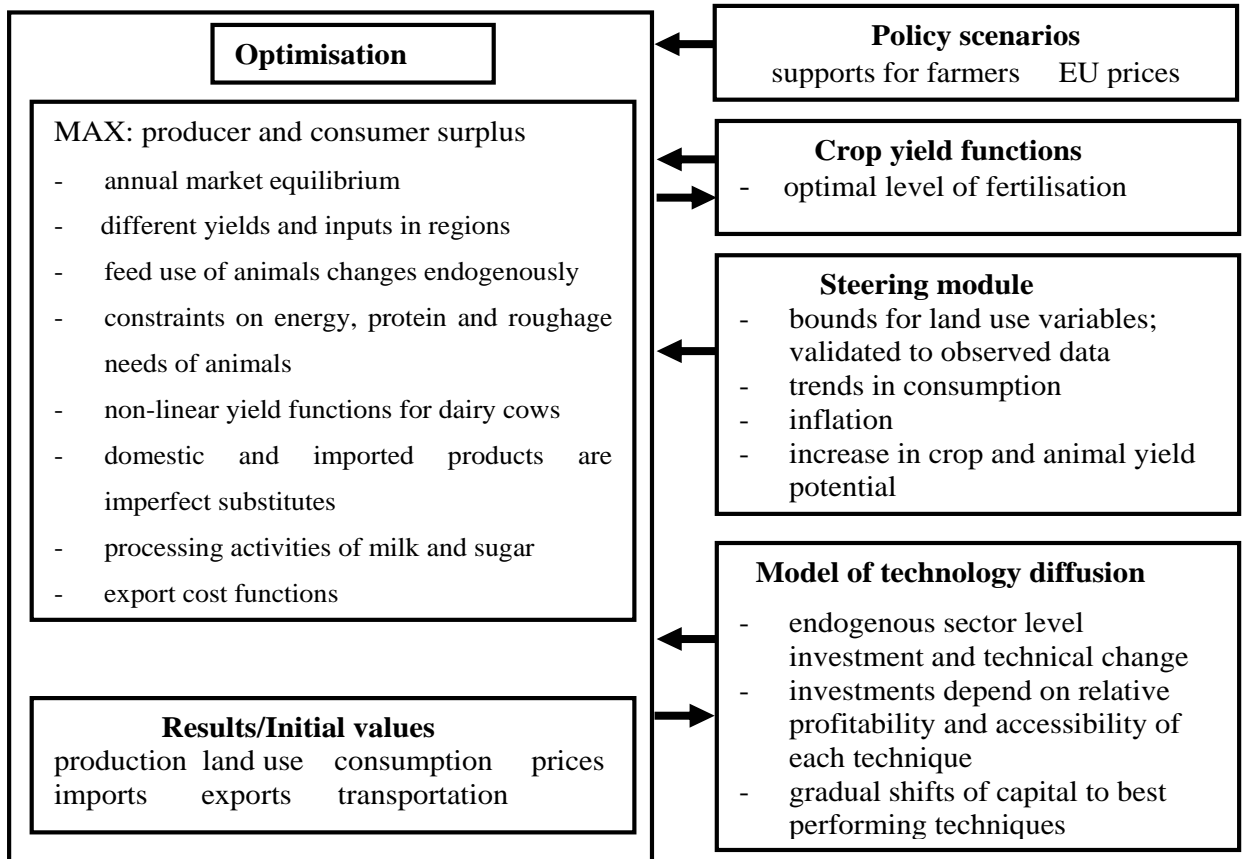 Optimisation
MAX: producer and consumer surplus
- annual market equilibrium
- different yields and inputs in regions
- feed use of animals changes endogenously
- constraints on energy, protein and roughage
needs of animals
- non-linear yield functions for dairy cows
- domestic and imported products are
imperfect substitutes
- processing activities of milk and sugar
- export cost functions
Results/Initial values
production land use consumption prices
imports exports transportation
Policy scenarios
supports for farmers EU prices
Crop yield functions
- optimal level of fertilisation
Steering module
- bounds for land use variables;
validated to observed data
- trends in consumption
- inflation
- increase in crop and animal yield
potential
Model of technology diffusion
- endogenous sector level
investment and technical change
- investments depend on relative
profitability and accessibility of
each technique
- gradual shifts of capital to best
performing techniques